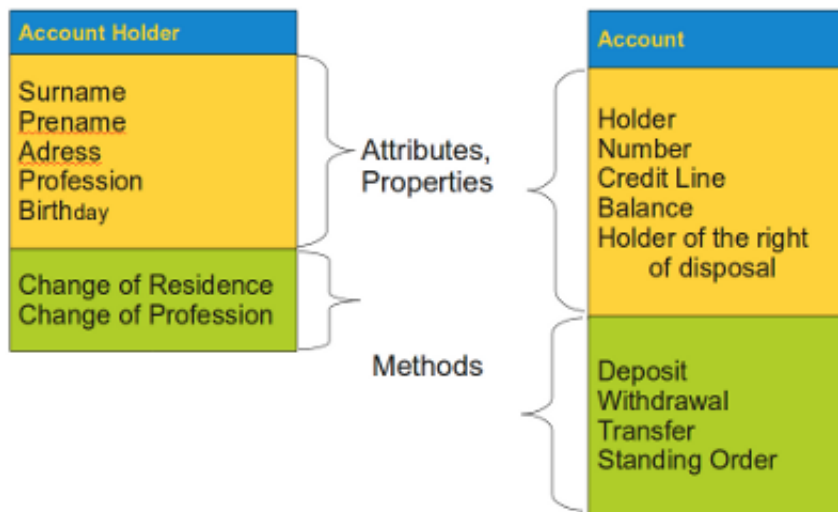 Account Holder
Surname
Prename
Adress
Profession
Birthday
Change of Residence
Change of Profession
Attributes,
Properties
Methods
Account
Holder
Number
Credit Line
Balance
Holder of the right
of disposal
Deposit
Withdrawal
Transfer
Standing Order